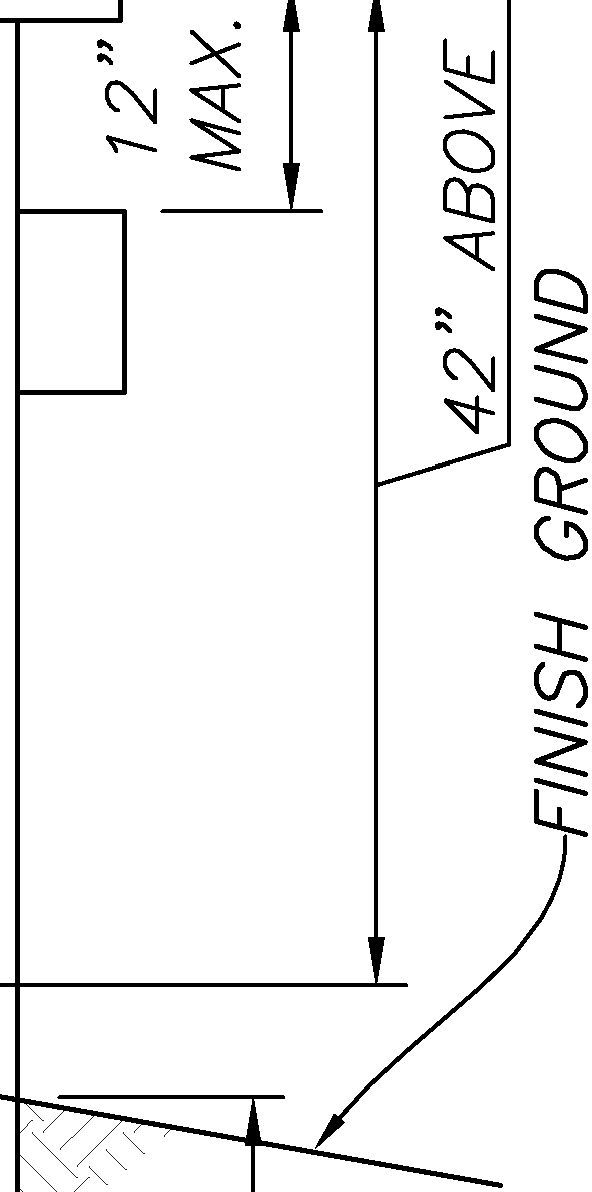 12”
MAX.
42” ABOVE
FINISH GROUND